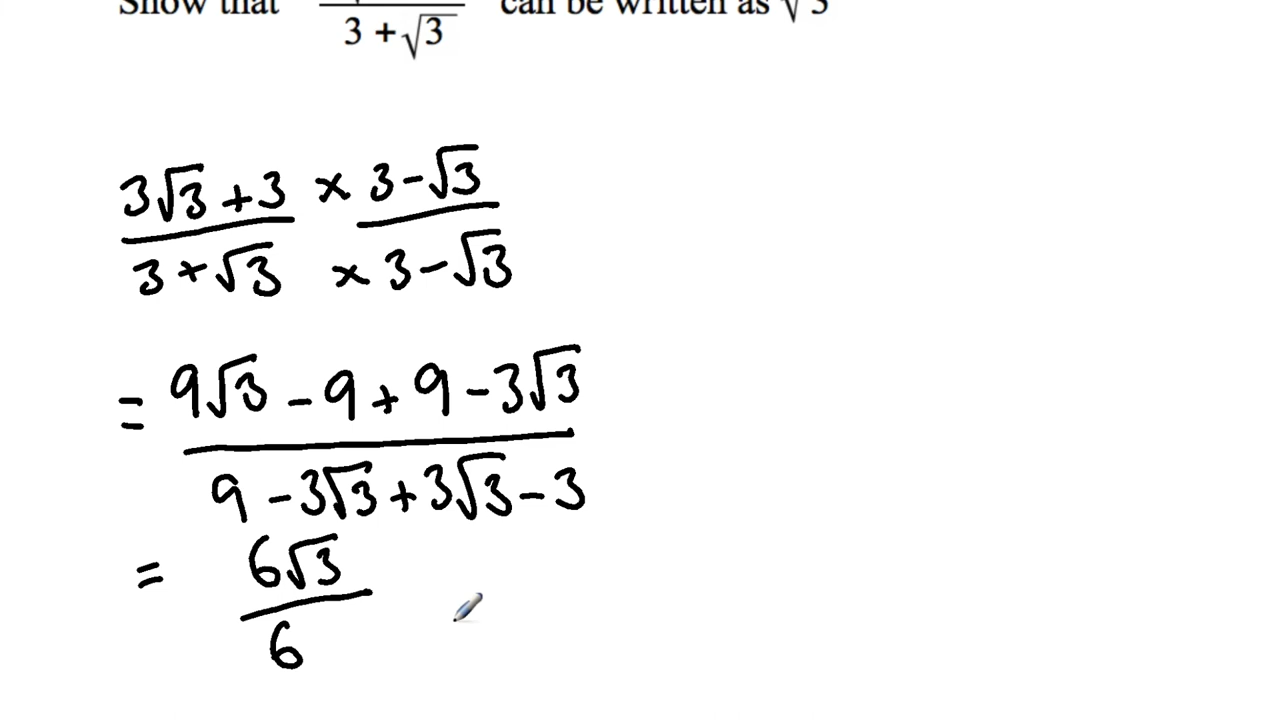 Show that can be written as √3
3 + √3
3√3 + 3 × 3 - √3
3 + √3 × 3 - √3
= 9√3 - 9 + 9 - 3√3
9 - 3√3 + 3√3 - 3
= 6√3
6